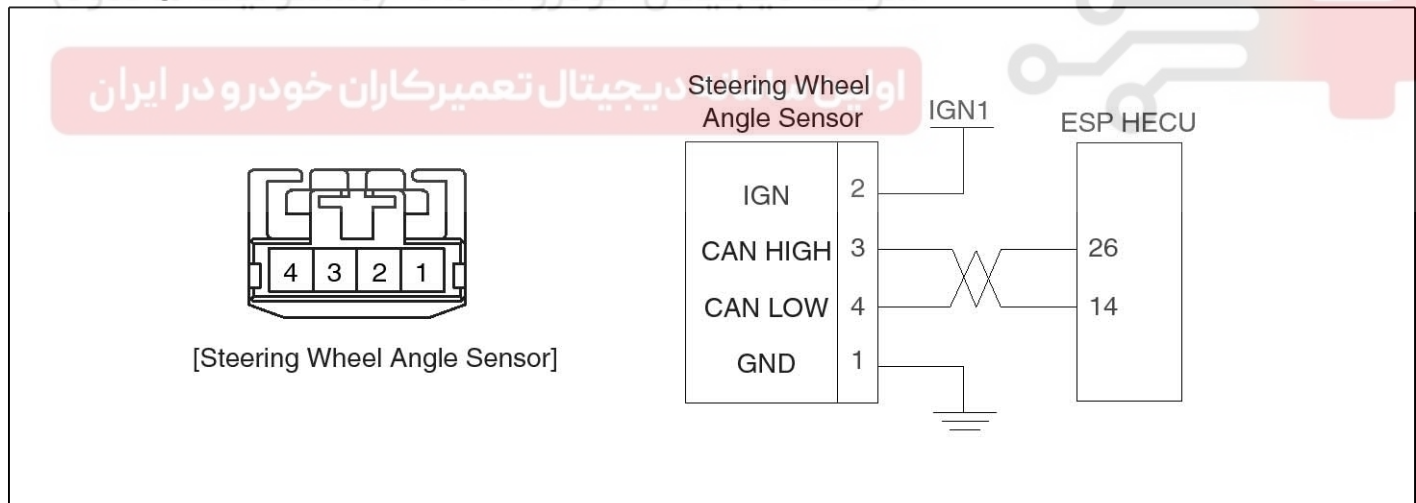 اولین سامانه دیجیتال تعمیرکاران خودرو در ایران
Steering Wheel
Angle Sensor
IGN1
ESP HECU
IGN 2
CAN HIGH 3 26
CAN LOW 4 14
GND 1
4 3 2 1
[Steering Wheel Angle Sensor]